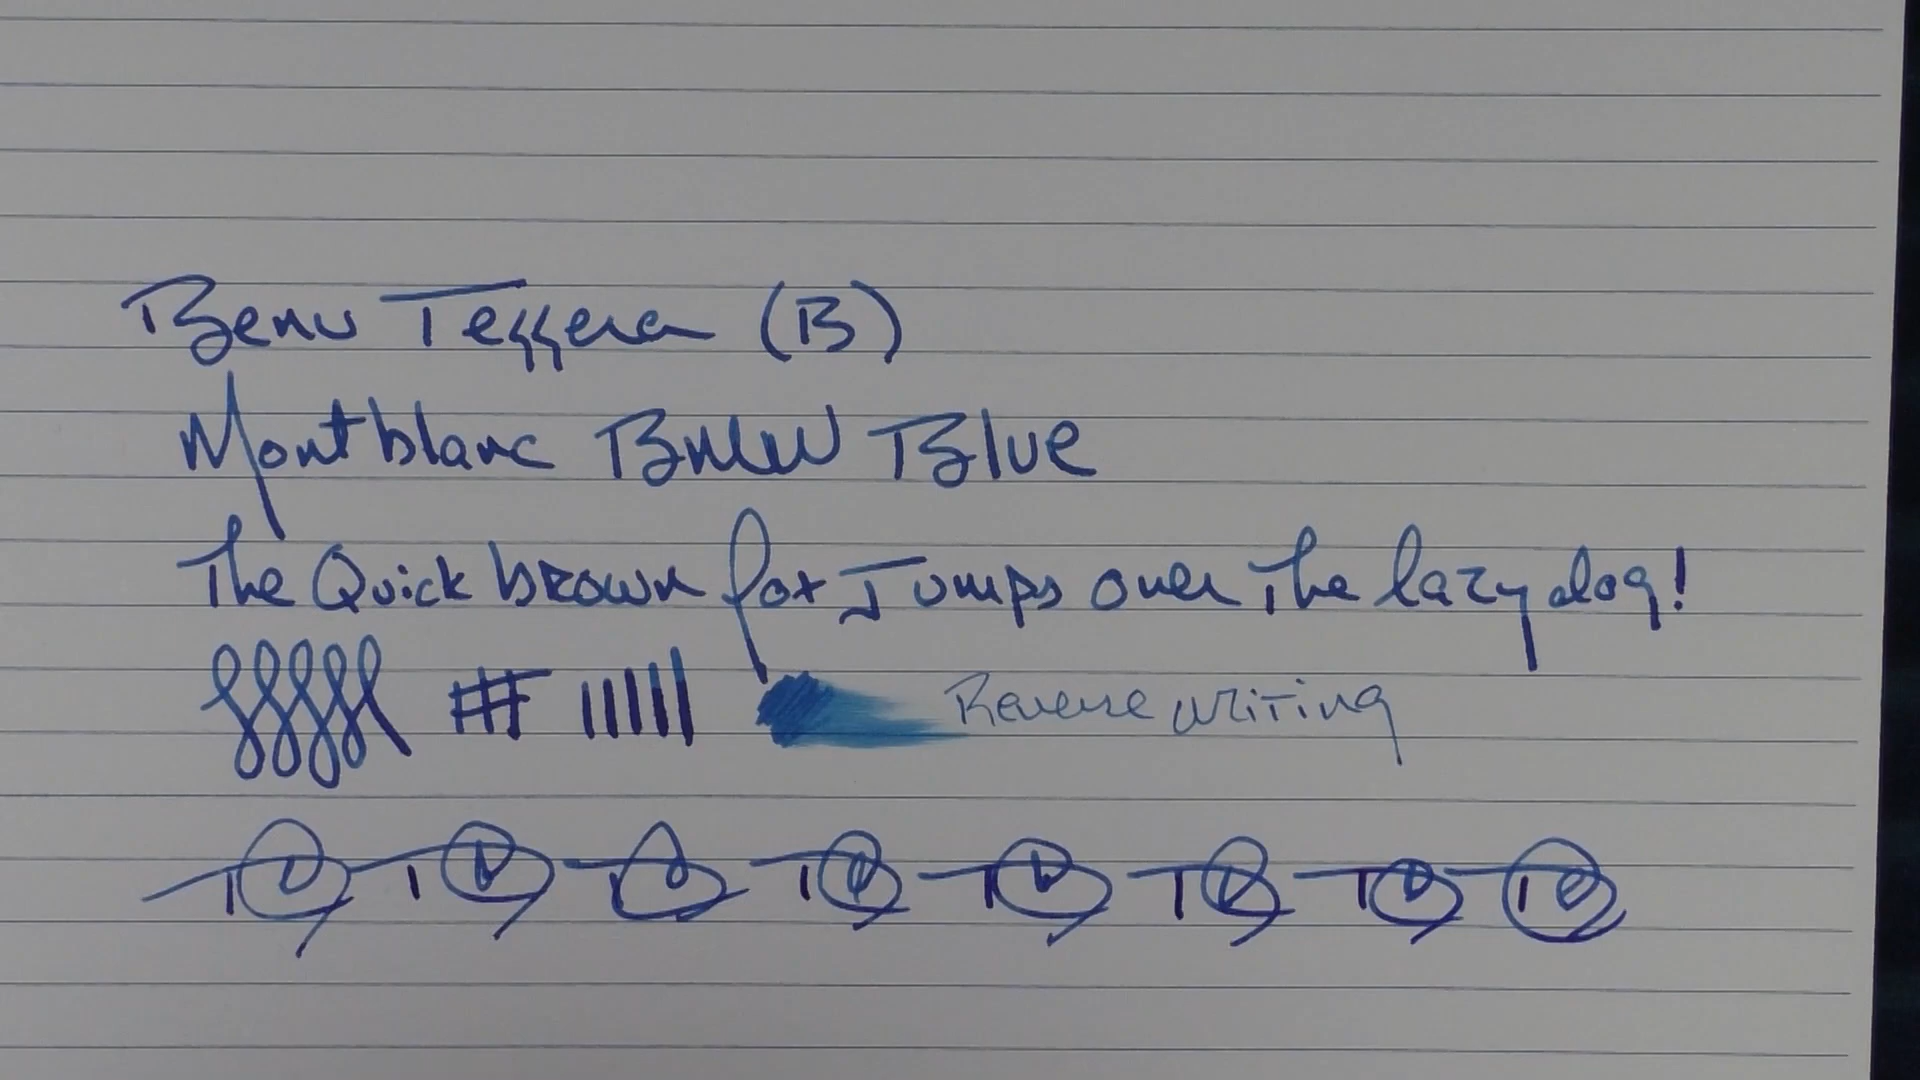 Benu Tessera (B)
Montblanc BMW Blue
The Quick brown fox Jumps over The lazy dog!
Reverse writing